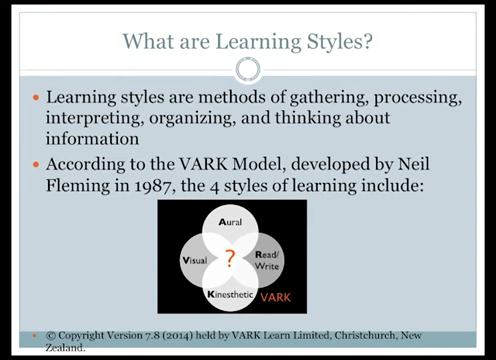 What are Learning Styles?
• Learning styles are methods of gathering, processing,
interpreting, organizing, and thinking about
information
• According to the VARK Model, developed by Neil
Fleming in 1987, the 4 styles of learning include:
Aural
Visual
?
Read/
Write
Kinesthetic
VARK
• © Copyright Version 7.8 (2014) held by VARK Learn Limited, Christchurch, New
Zealand.